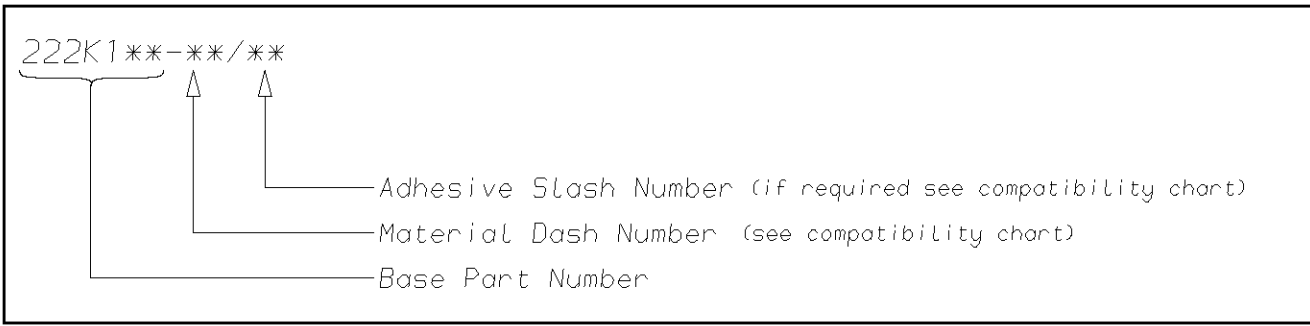 222K1**-**/**
Adhesive Slash Number (if required see compatibility chart)
Material Dash Number (see compatibility chart)
Base Part Number